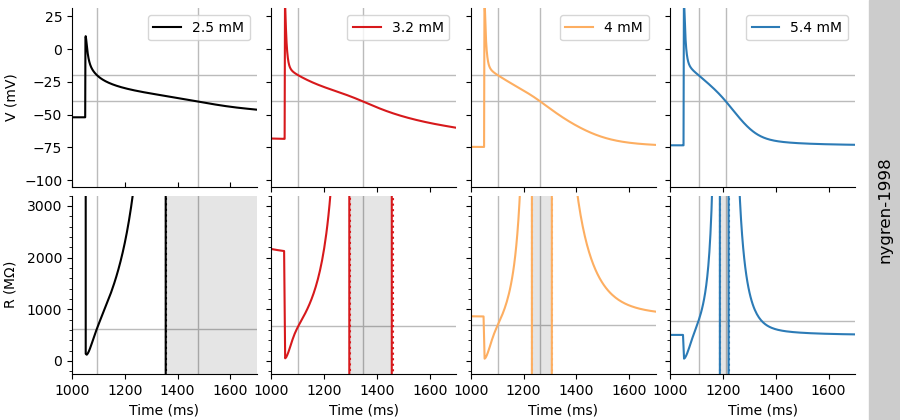 2.5 mM
3.2 mM
4 mM
5.4 mM
V (mV)
25
0
−25
−50
−75
−100
R (MΩ)
3000
2000
1000
0
1000 1200 1400 1600
1000 1200 1400 1600
1000 1200 1400 1600
1000 1200 1400 1600
Time (ms)
Time (ms)
Time (ms)
Time (ms)
nygren-1998